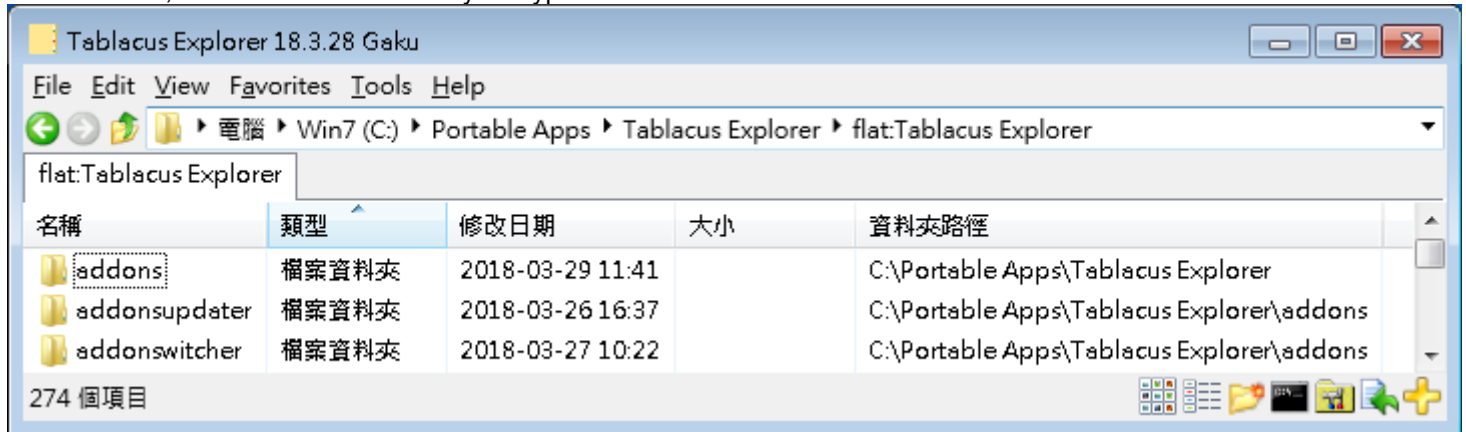 Tablacus Explorer 18.3.28 Gaku
File Edit View Favorites Tools Help
電腦 Win7 (C:) Portable Apps Tablacus Explorer flat:Tablacus Explorer
flat:Tablacus Explorer
名稱 類型 修改日期 大小 資料夾路徑
addons 檔案資料夾 2018-03-29 11:41 C:\Portable Apps\Tablacus Explorer
addonsupdater 檔案資料夾 2018-03-26 16:37 C:\Portable Apps\Tablacus Explorer\addons
addonswitcher 檔案資料夾 2018-03-27 10:22 C:\Portable Apps\Tablacus Explorer\addons
274 個項目